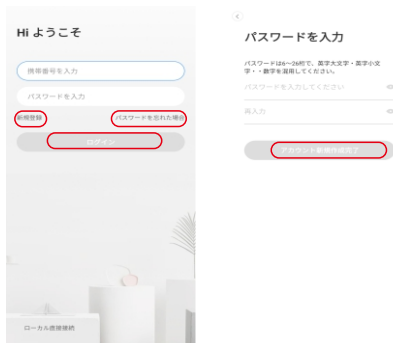 Hi ようこそ
携帯番号を入力
パスワードを入力
新規登録 パスワードを忘れた場合
ログイン
ローカル直接接続
パスワードを入力
パスワードは6〜26桁で、英字大文字・英字小文
字・・数字を混用してください。
パスワードを入力してください
再入力
アカウント新規作成完了